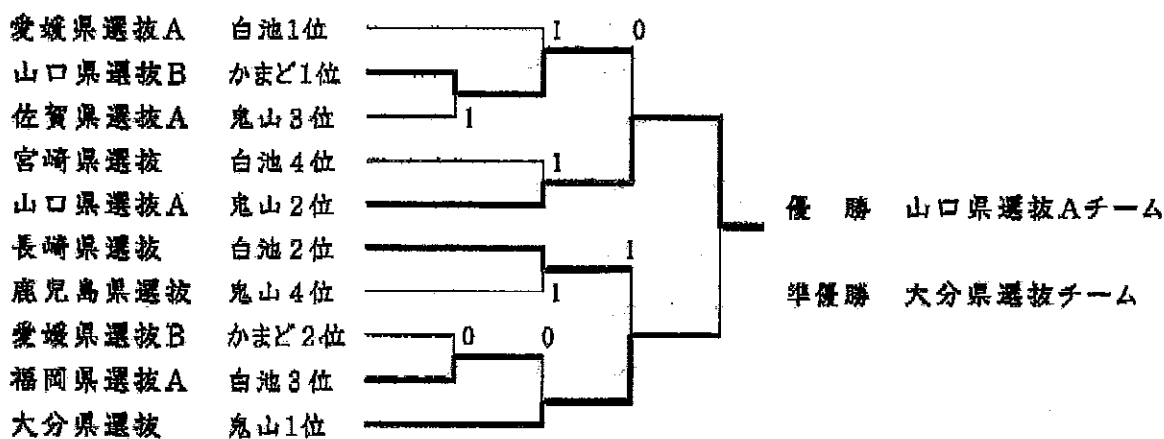 愛媛県選抜A 白池1位
山口県選抜B かまど1位
佐賀県選抜A 鬼山3位
宮崎県選抜 白池4位
山口県選抜A 鬼山2位
長崎県選抜 白池2位
鹿児島県選抜 鬼山4位
愛媛県選抜B かまど2位
福岡県選抜A 白池3位
大分県選抜 鬼山1位
1 0
1
1
1
1
0 0
優勝 山口県選抜Aチーム
準優勝 大分県選抜チーム